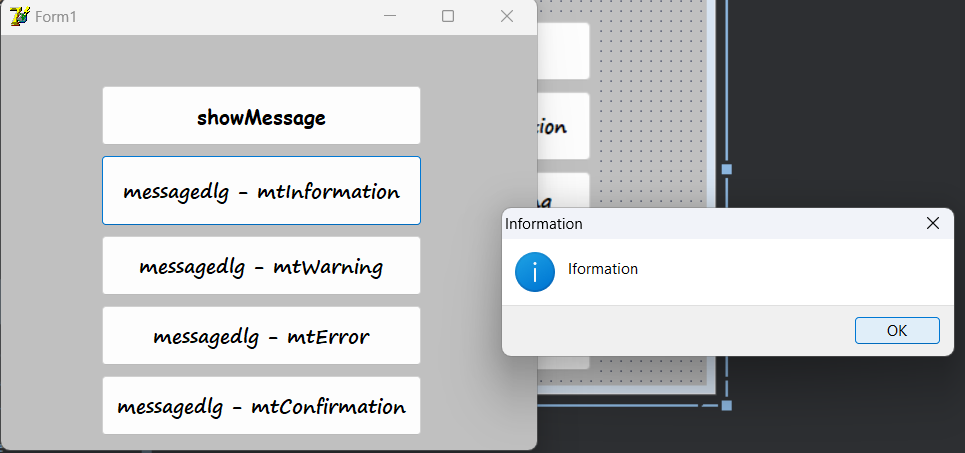 Form1
showMessage
messagedlg - mtInformation
messagedlg - mtWarning
messagedlg - mtError
messagedlg - mtConfirmation
Information
Iformation
OK